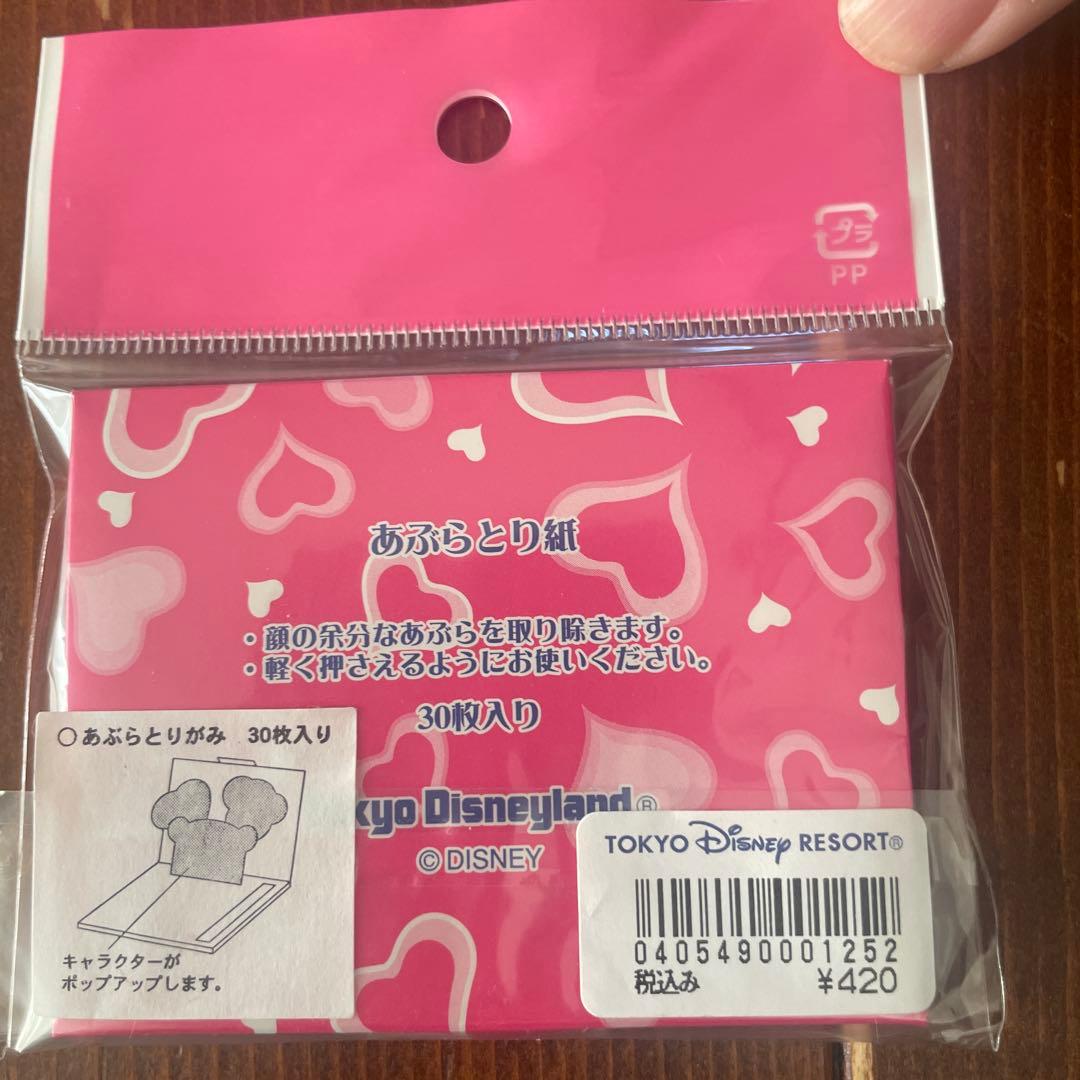 プラ
PP
あぶらとり紙
・顔の余分なあぶらを取り除きます。
・軽く押さえるようにお使いください。
30枚入り
○あぶらとりがみ 30枚入り
キャラクターが
ポップアップします。
kyo Disneyland®
© DISNEY
TOKYO Disney RESORT®
0405490001252
税込み ¥420